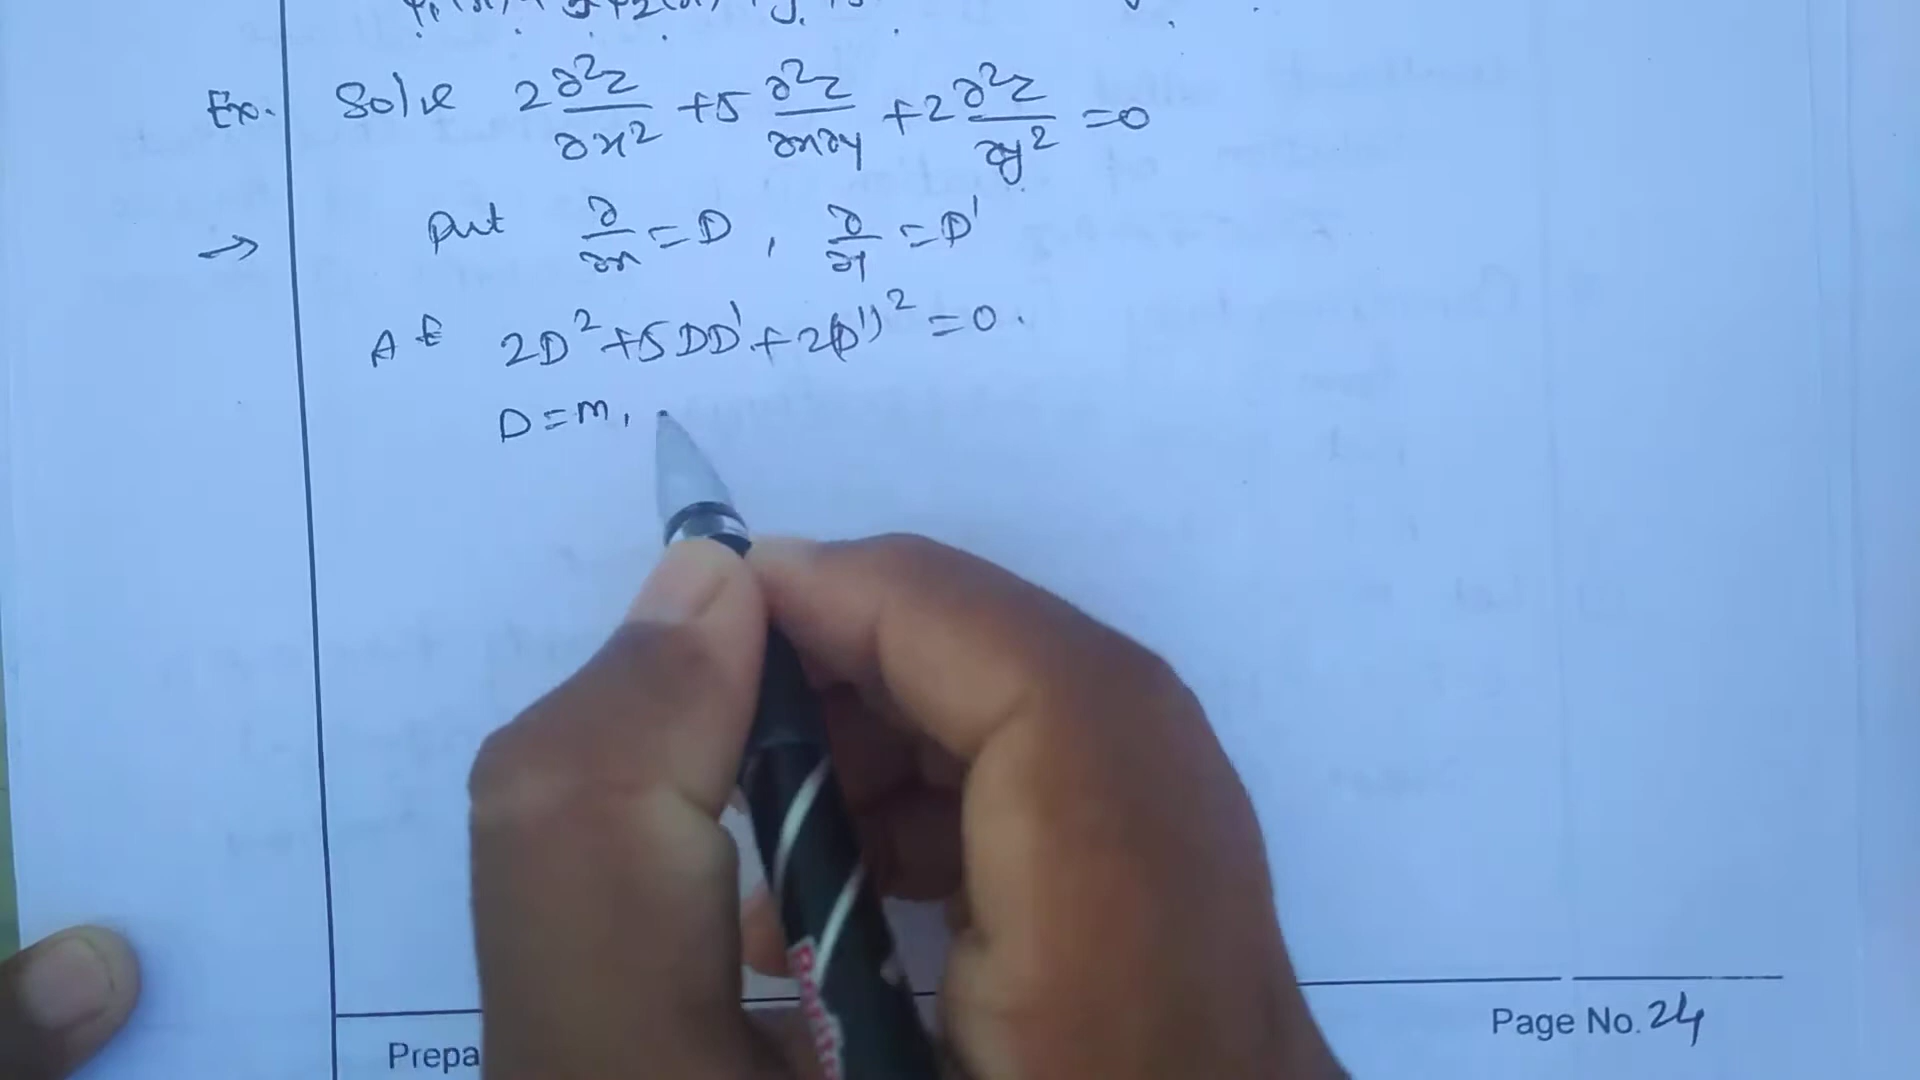 Ex. Solve 2 ∂²z/∂x² + 5 ∂²z/∂x∂y + 2 ∂²z/∂y² = 0
→ put ∂/∂x = D , ∂/∂y = D'
A E 2D² + 5DD' + 2(D')² = 0.
D = m,
Page No. 24
Prepa